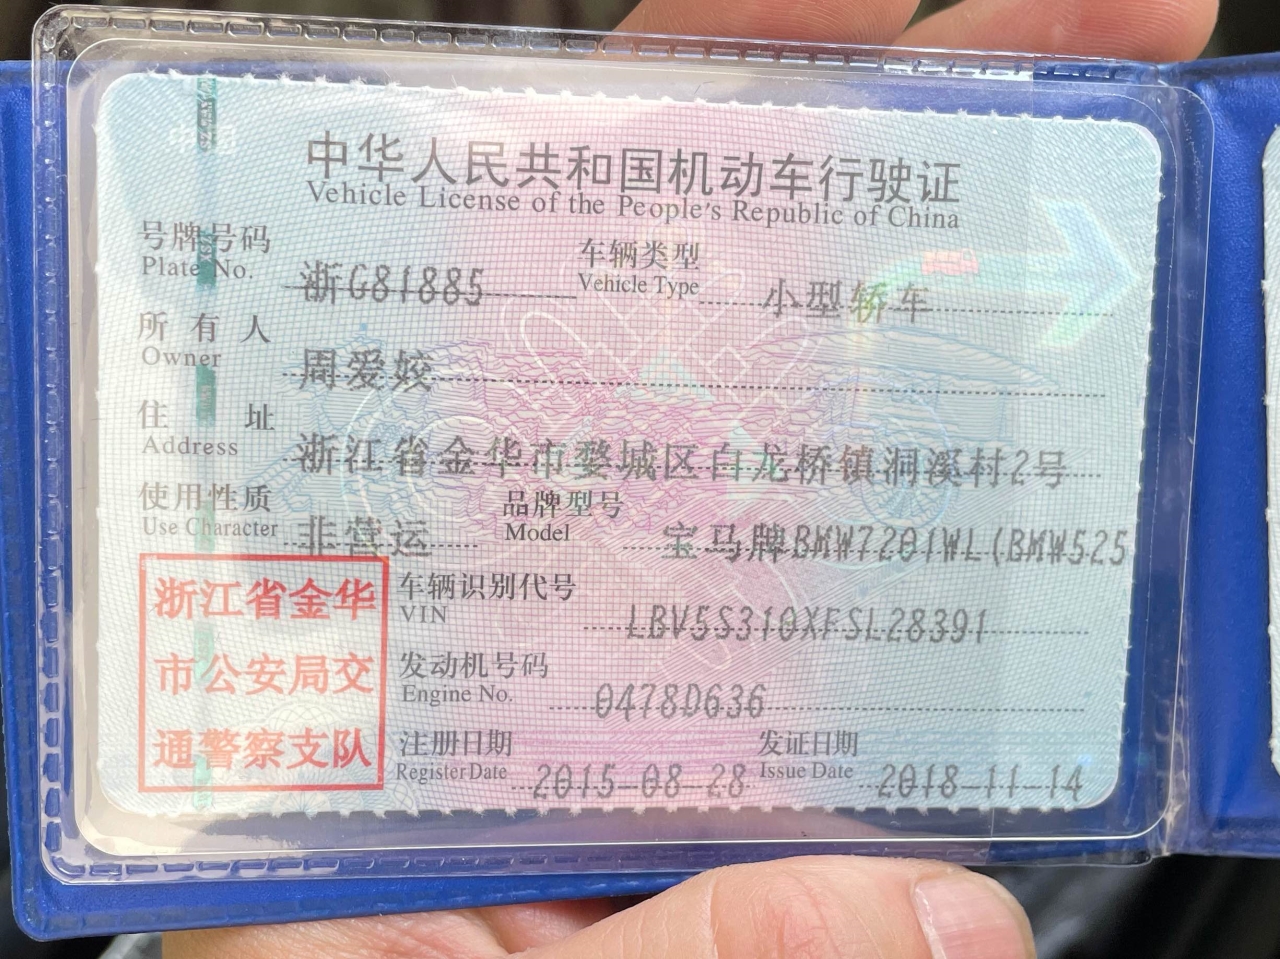 中华人民共和国机动车行驶证
Vehicle License of the People's Republic of China
号牌号码 浙G81885 车辆类型 小型轿车
Plate No. Vehicle Type
所有人 周爱姣
Owner
住址 浙江省金华市婺城区白龙桥镇洞溪村2号
Address
使用性质 非营运 品牌型号 宝马牌BMW7201WL(BMW525
Use Character Model
浙江省金华
市公安局交
通警察支队
车辆识别代号 LBV5S310XFSL28391
VIN
发动机号码 0478D636
Engine No.
注册日期 2015-08-28 发证日期 2018-11-14
Register Date Issue Date